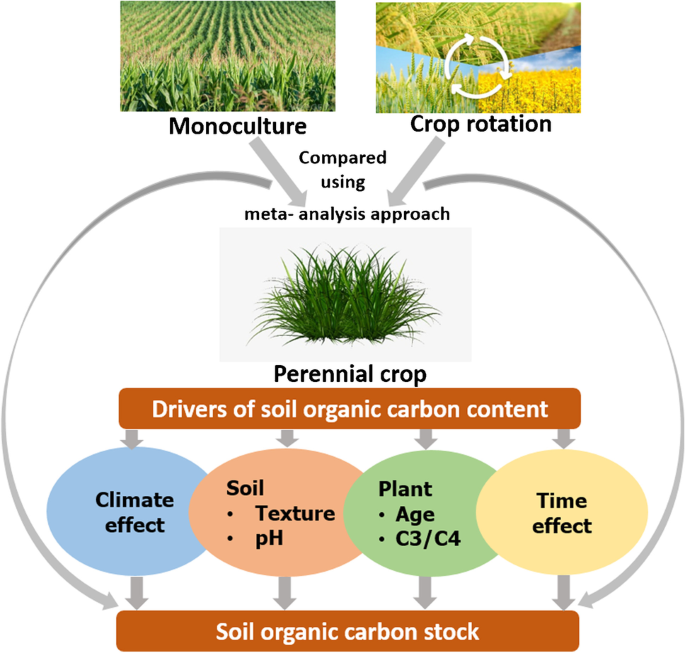 Monoculture
Crop rotation
Compared
using
meta- analysis approach
Perennial crop
Drivers of soil organic carbon content
Climate
effect
Soil
• Texture
• pH
Plant
• Age
• C3/C4
Time
effect
Soil organic carbon stock